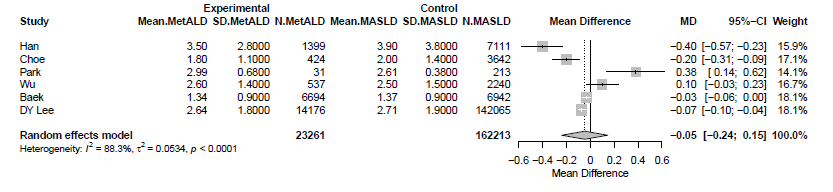 Experimental Control
Study Mean.MetALD SD.MetALD N.MetALD Mean.MASLD SD.MASLD N.MASLD Mean Difference MD 95%-CI Weight
Han 3.50 2.8000 1399 3.90 3.8000 7111 -0.40 [-0.57; -0.23] 15.9%
Choe 1.80 1.1000 424 2.00 1.4000 3642 -0.20 [-0.31; -0.09] 17.1%
Park 2.99 0.6800 31 2.61 0.3800 213 0.38 [ 0.14; 0.62] 14.1%
Wu 2.60 1.4000 537 2.50 1.5000 2240 0.10 [-0.03; 0.23] 16.7%
Baek 1.34 0.9000 6694 1.37 0.9000 6942 -0.03 [-0.06; 0.00] 18.1%
DY Lee 2.64 1.8000 14176 2.71 1.9000 142065 -0.07 [-0.10; -0.04] 18.1%
Random effects model 23261 162213 -0.05 [-0.24; 0.15] 100.0%
Heterogeneity: I² = 88.3%, τ² = 0.0534, p < 0.0001
-0.6 -0.4 -0.2 0 0.2 0.4 0.6
Mean Difference